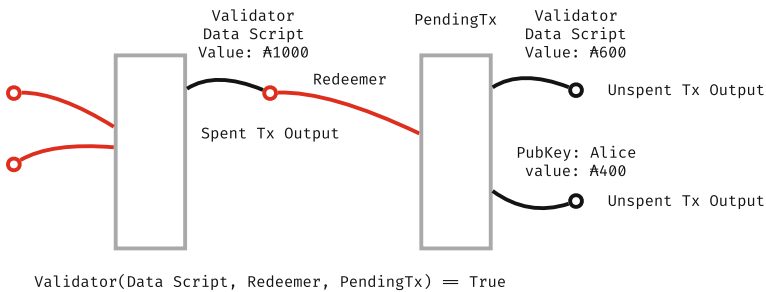 Validator
Data Script
Value: ₳1000
PendingTx
Validator
Data Script
Value: ₳600
Redeemer
Unspent Tx Output
Spent Tx Output
PubKey: Alice
value: ₳400
Unspent Tx Output
Validator(Data Script, Redeemer, PendingTx) == True